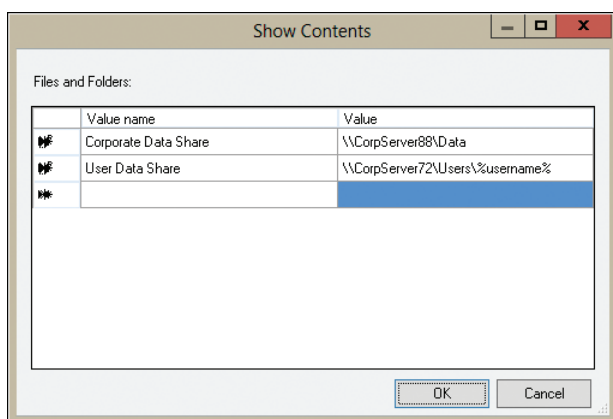 Show Contents
Files and Folders:
Value name Value
Corporate Data Share \\CorpServer88\Data
User Data Share \\CorpServer72\Users\%username%
OK Cancel